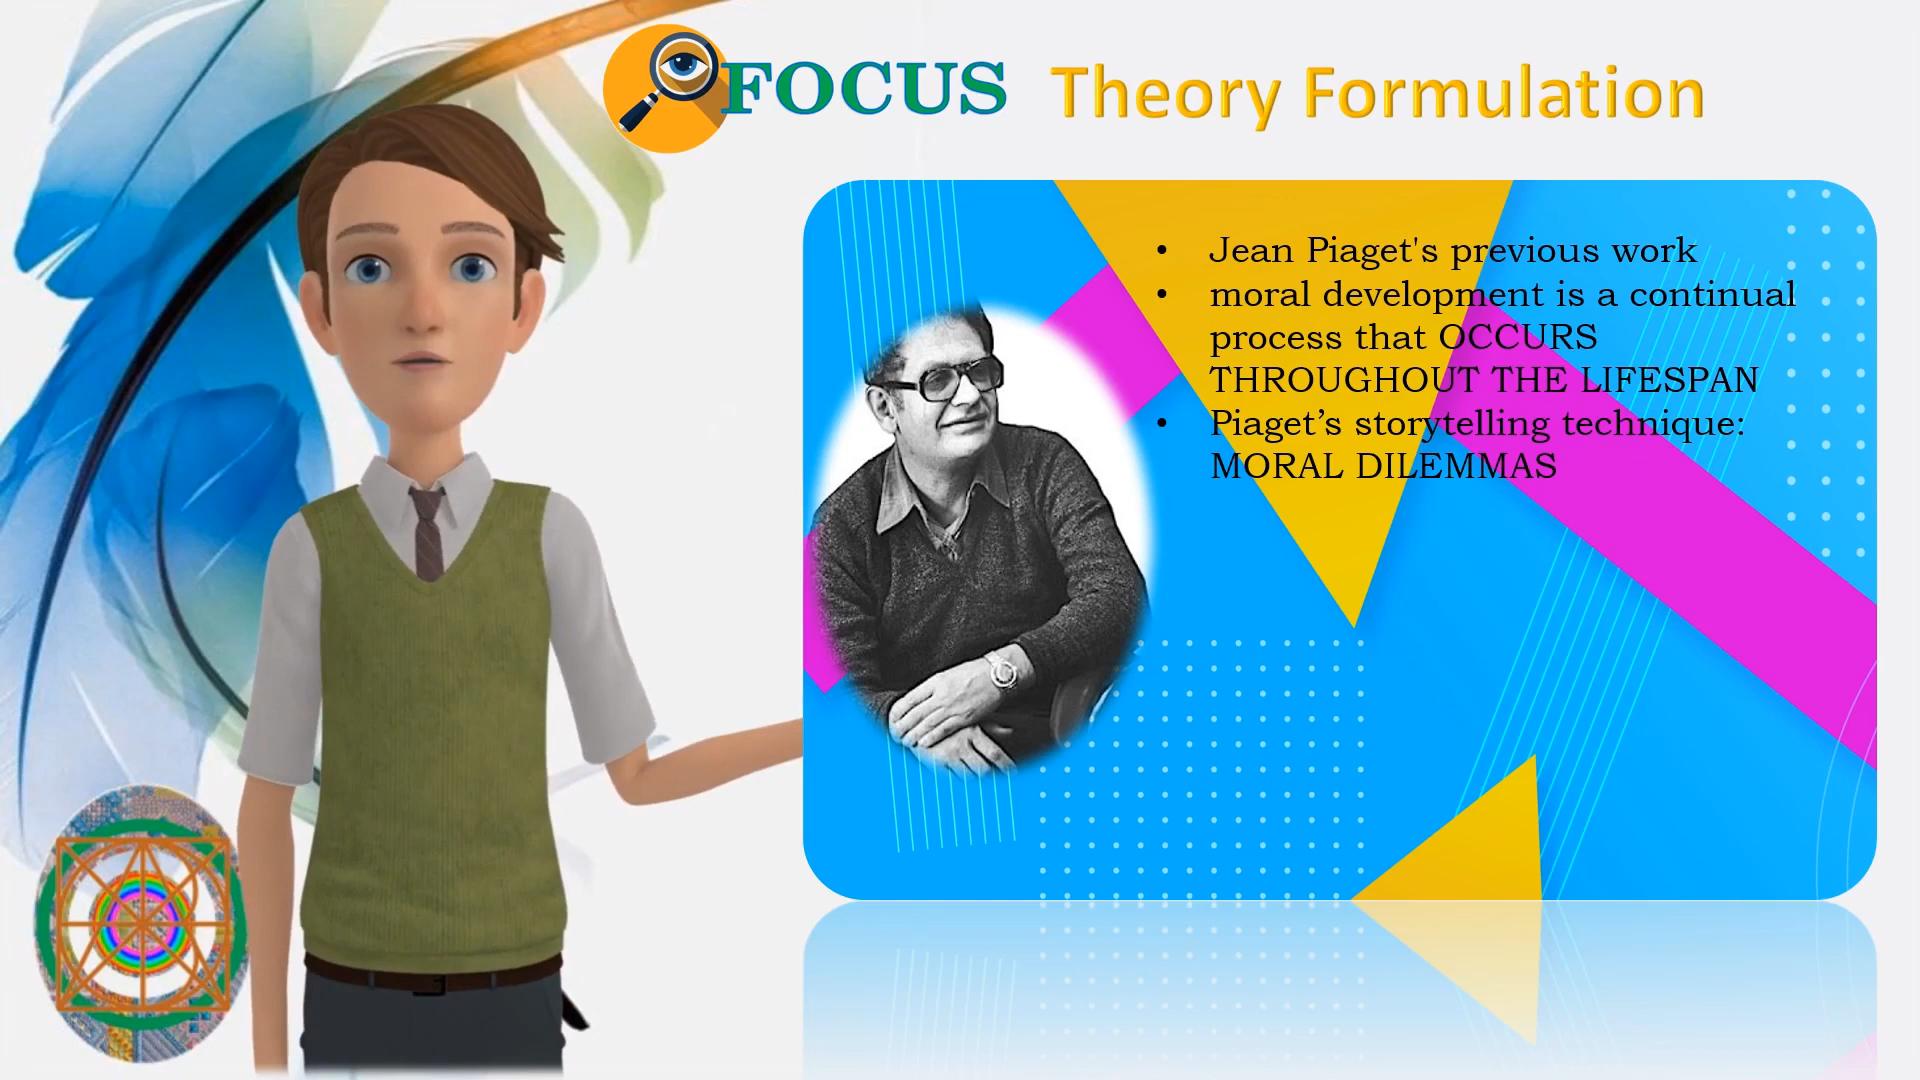 FOCUS Theory Formulation
• Jean Piaget's previous work
• moral development is a continual
process that OCCURS
THROUGHOUT THE LIFESPAN
• Piaget’s storytelling technique:
MORAL DILEMMAS